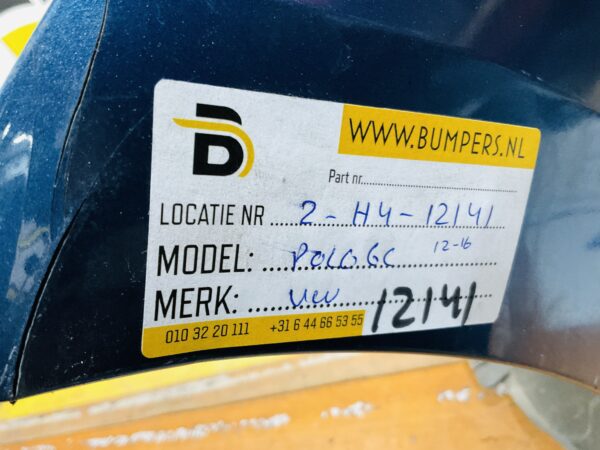 B
WWW.BUMPERS.NL
Part nr.
LOCATIE NR 2-H4-12141
MODEL: POLO 6C 12-16
MERK: VW 12141
010 32 20 111 +31 6 44 66 53 55